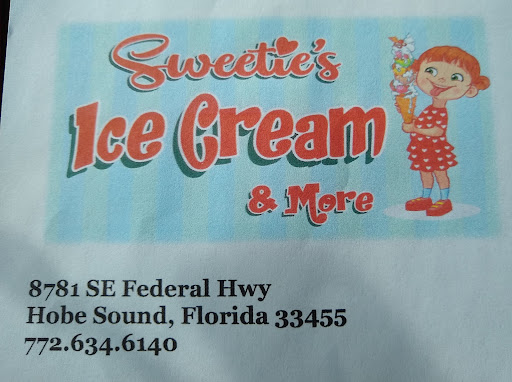 Sweetie's
Ice Cream
& More
8781 SE Federal Hwy
Hobe Sound, Florida 33455
772.634.6140